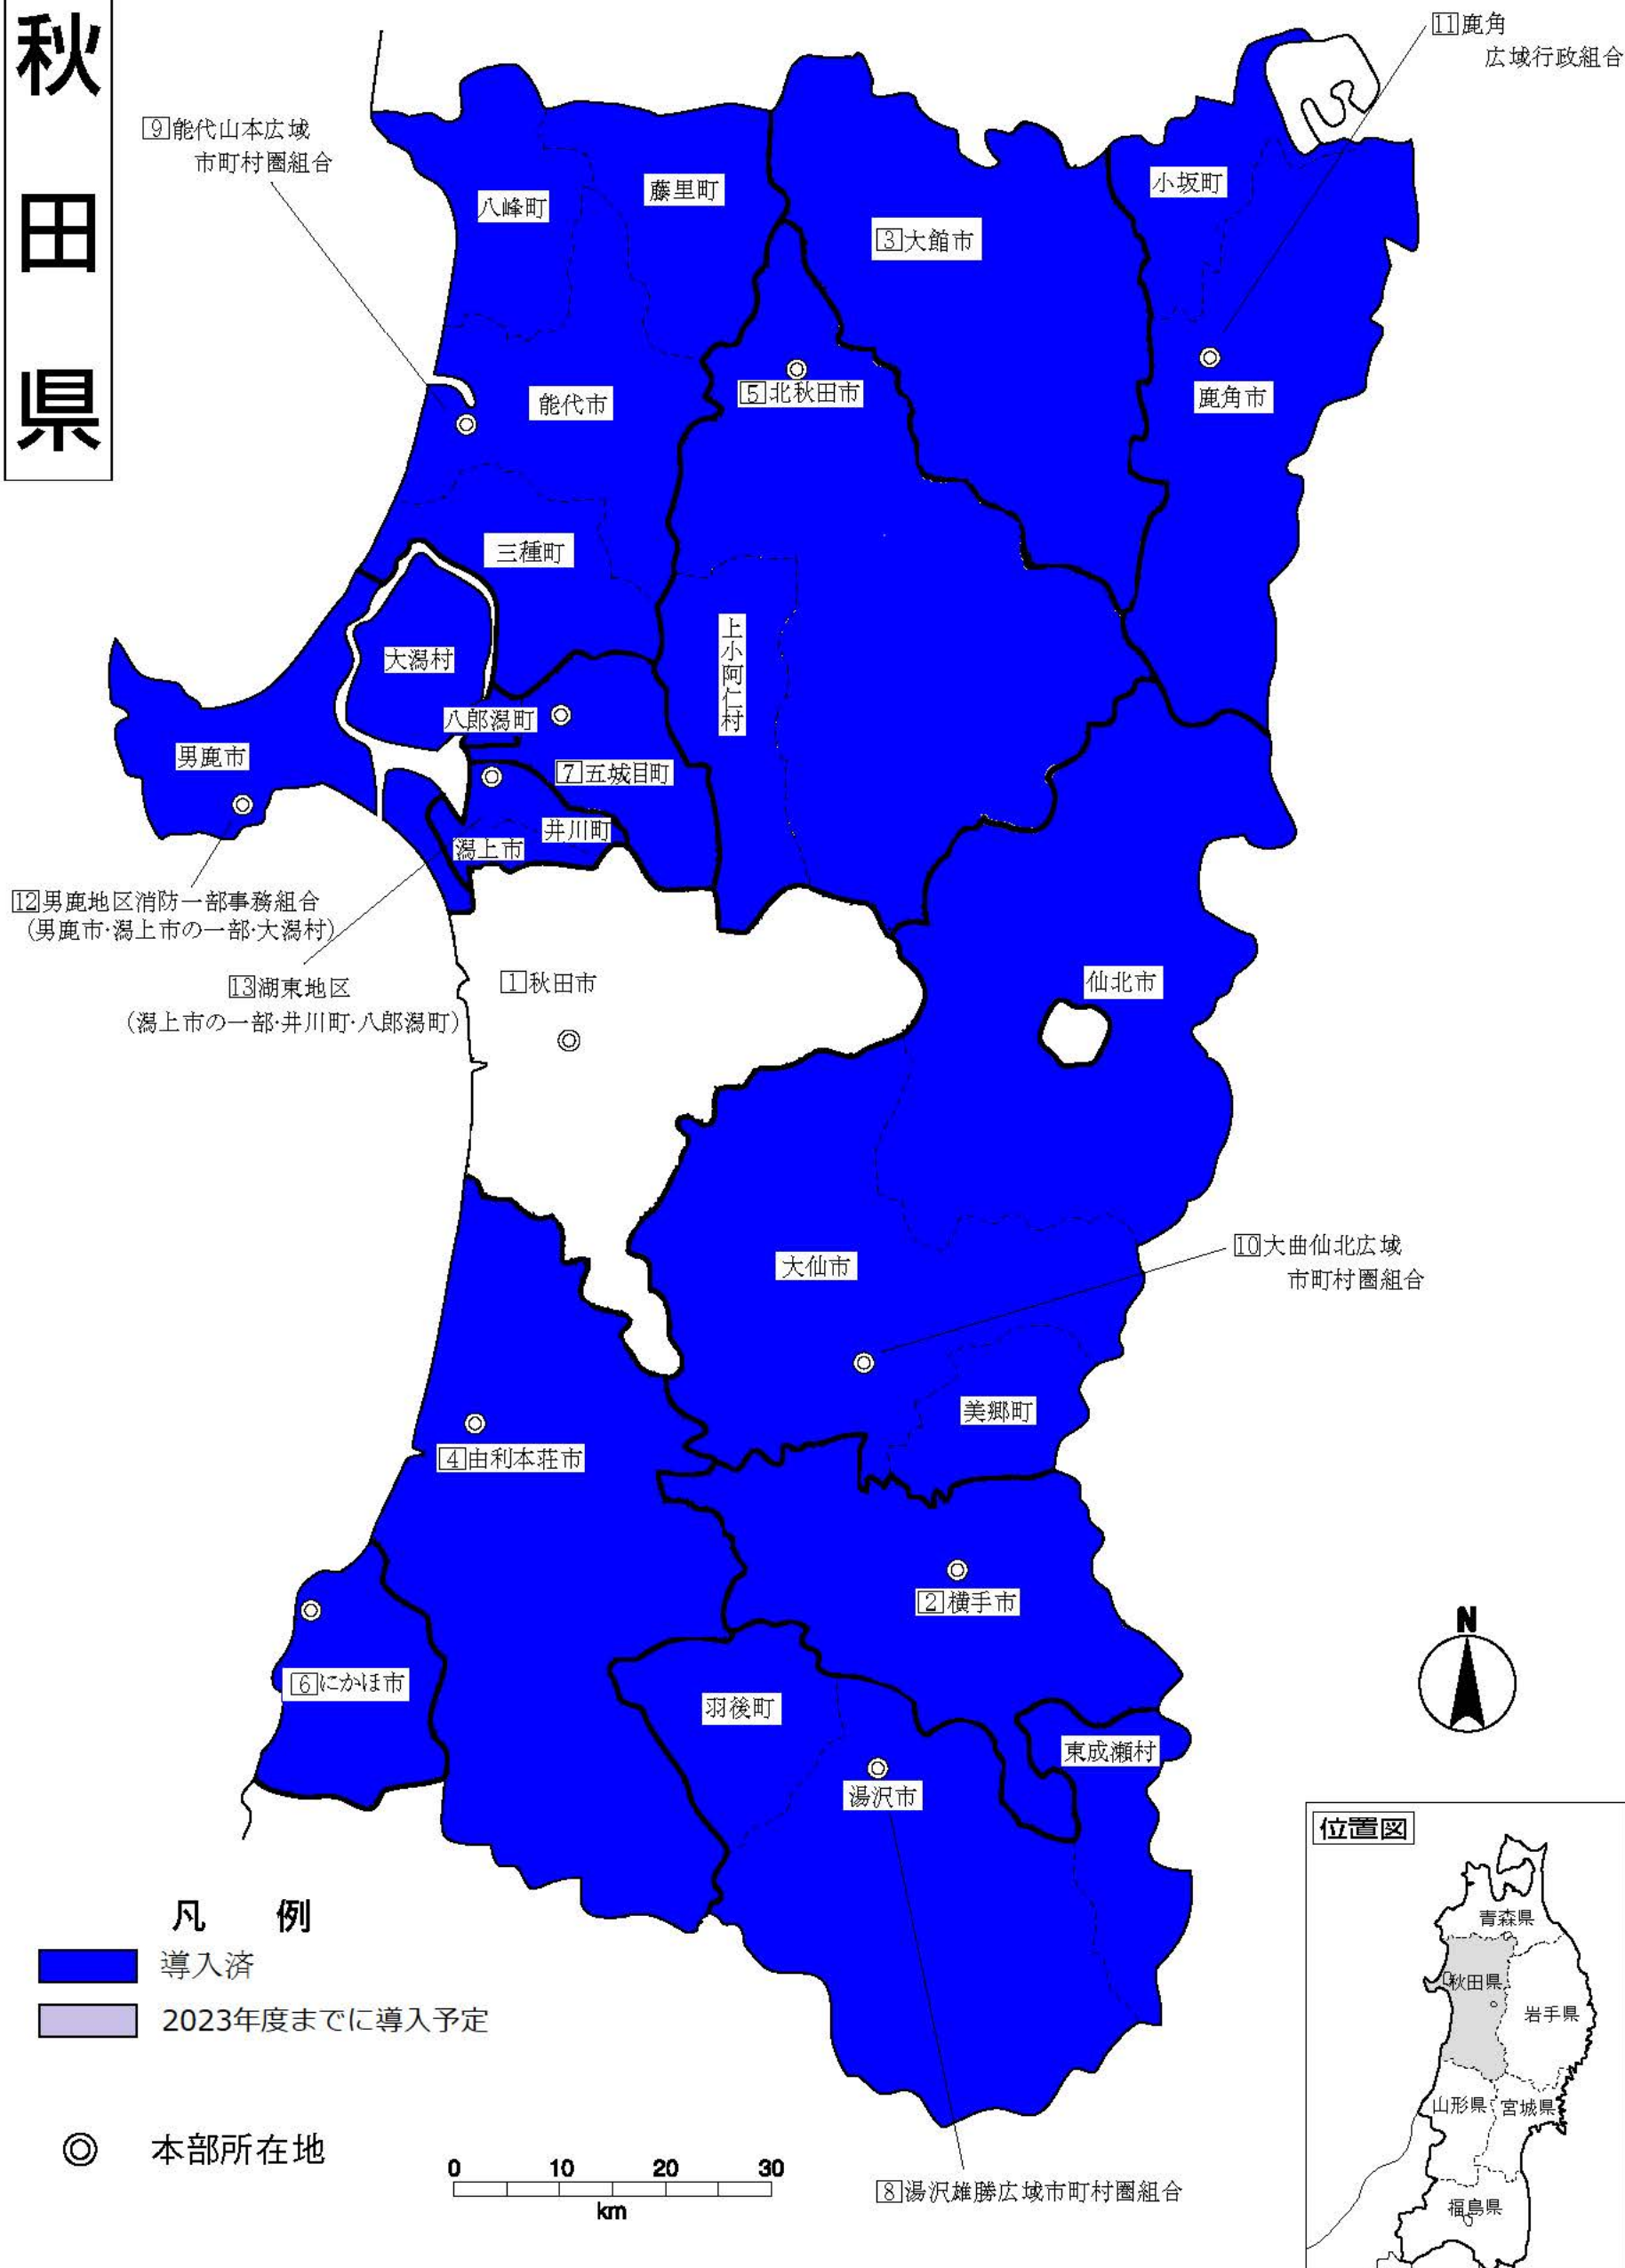 秋田県
11鹿角
広域行政組合
9能代山本広域
市町村圏組合
八峰町
藤里町
小坂町
3大館市
能代市
5北秋田市
鹿角市
三種町
上小阿仁村
大潟村
八郎潟町
男鹿市
7五城目町
井川町
潟上市
12男鹿地区消防一部事務組合
(男鹿市・潟上市の一部・大潟村)
13湖東地区
(潟上市の一部・井川町・八郎潟町)
1秋田市
仙北市
大仙市
10大曲仙北広域
市町村圏組合
美郷町
4由利本荘市
2横手市
6にかほ市
羽後町
東成瀬村
湯沢市
8湯沢雄勝広域市町村圏組合
N
凡 例
導入済
2023年度までに導入予定
本部所在地
0 10 20 30
km
位置図
青森県
秋田県
岩手県
山形県
宮城県
福島県